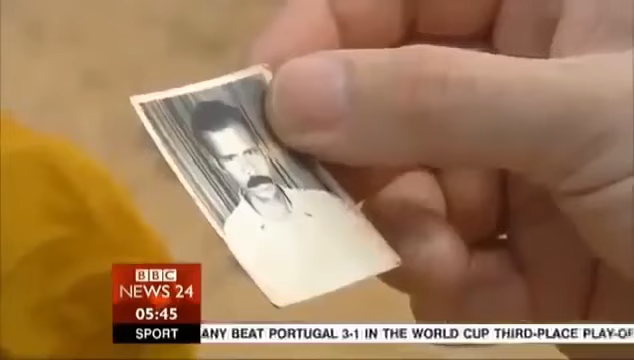 BBC
NEWS 24
05:45
SPORT
ANY BEAT PORTUGAL 3-1 IN THE WORLD CUP THIRD-PLACE PLAY-OF